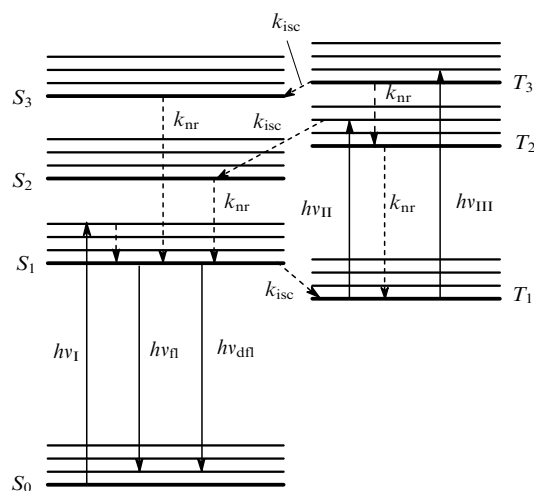 k_isc
S_3
T_3
k_nr
k_nr
k_isc
T_2
S_2
k_nr
k_nr
hν_II
hν_III
S_1
k_isc
T_1
hν_I
hν_fl
hν_dfl
S_0